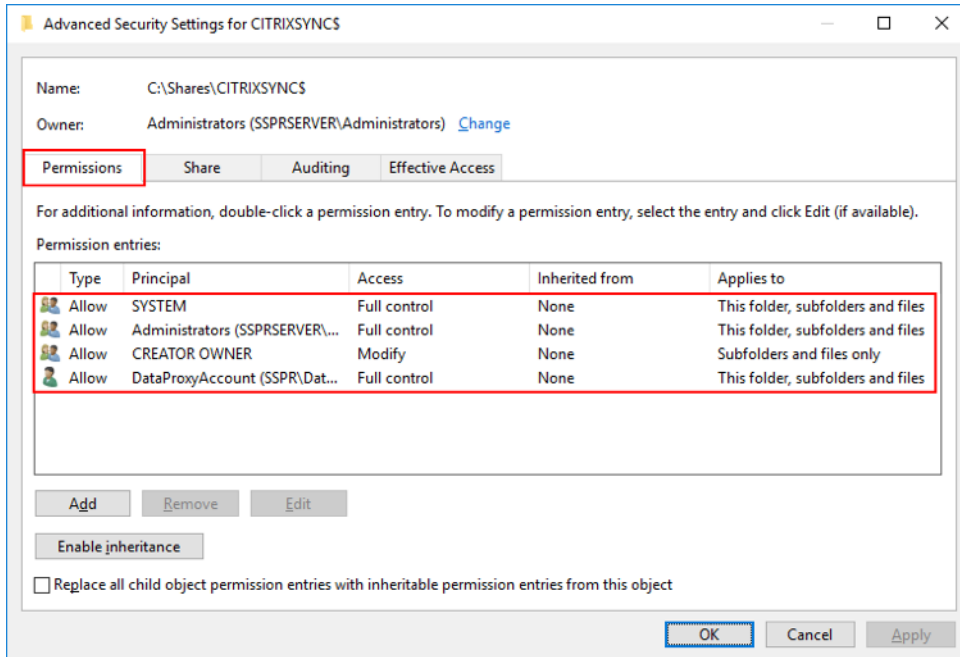 Advanced Security Settings for CITRIXSYNC$
Name: C:\Shares\CITRIXSYNC$
Owner: Administrators (SSPRSERVER\Administrators) Change
Permissions Share Auditing Effective Access
For additional information, double-click a permission entry. To modify a permission entry, select the entry and click Edit (if available).
Permission entries:
Type Principal Access Inherited from Applies to
Allow SYSTEM Full control None This folder, subfolders and files
Allow Administrators (SSPRSERVER\... Full control None This folder, subfolders and files
Allow CREATOR OWNER Modify None Subfolders and files only
Allow DataProxyAccount (SSPR\Dat... Full control None This folder, subfolders and files
Add Remove Edit
Enable inheritance
Replace all child object permission entries with inheritable permission entries from this object
OK Cancel Apply